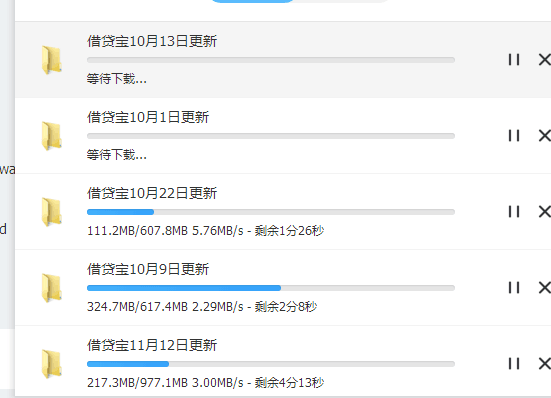 借贷宝10月13日更新
等待下载...
借贷宝10月1日更新
等待下载...
wa
借贷宝10月22日更新
111.2MB/607.8MB 5.76MB/s - 剩余1分26秒
d
借贷宝10月9日更新
324.7MB/617.4MB 2.29MB/s - 剩余2分8秒
借贷宝11月12日更新
217.3MB/977.1MB 3.00MB/s - 剩余4分13秒